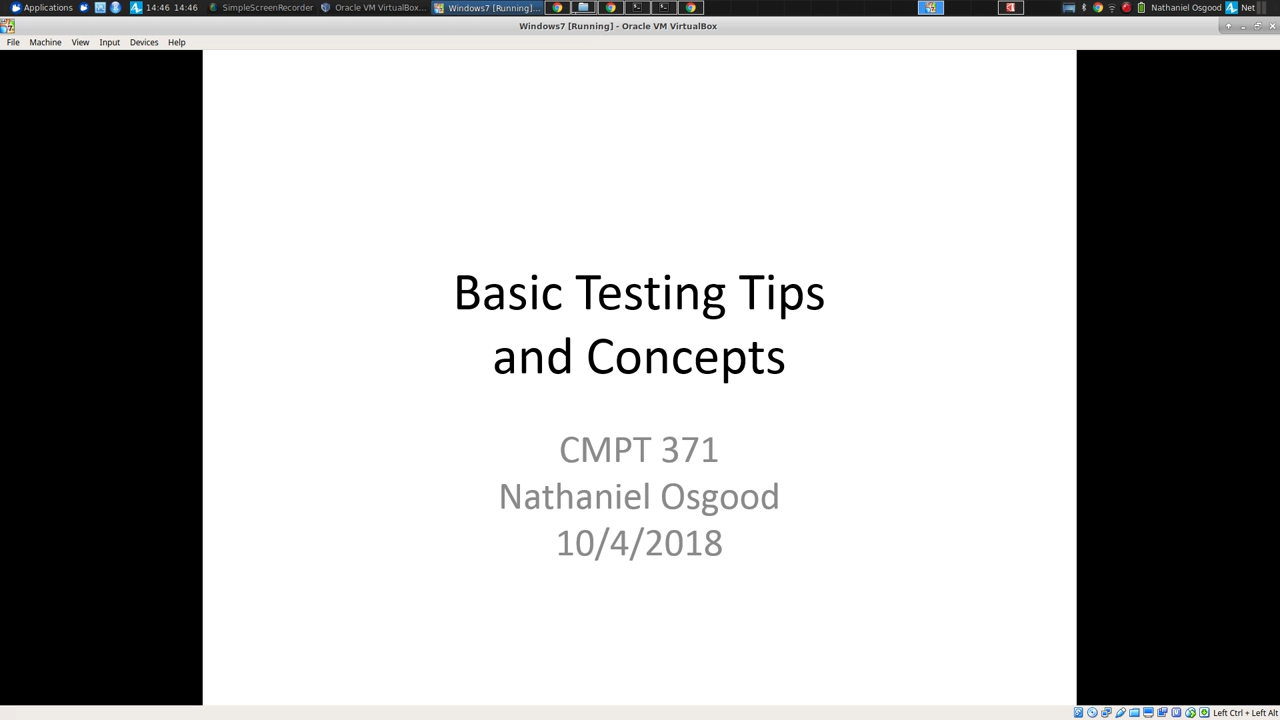 Applications 14:46 14:46 SimpleScreenRecorder Oracle VM VirtualBox... Windows7 [Running]... Nathaniel Osgood Net
Windows7 [Running] - Oracle VM VirtualBox
File Machine View Input Devices Help
Basic Testing Tips
and Concepts
CMPT 371
Nathaniel Osgood
10/4/2018
Left Ctrl + Left Alt